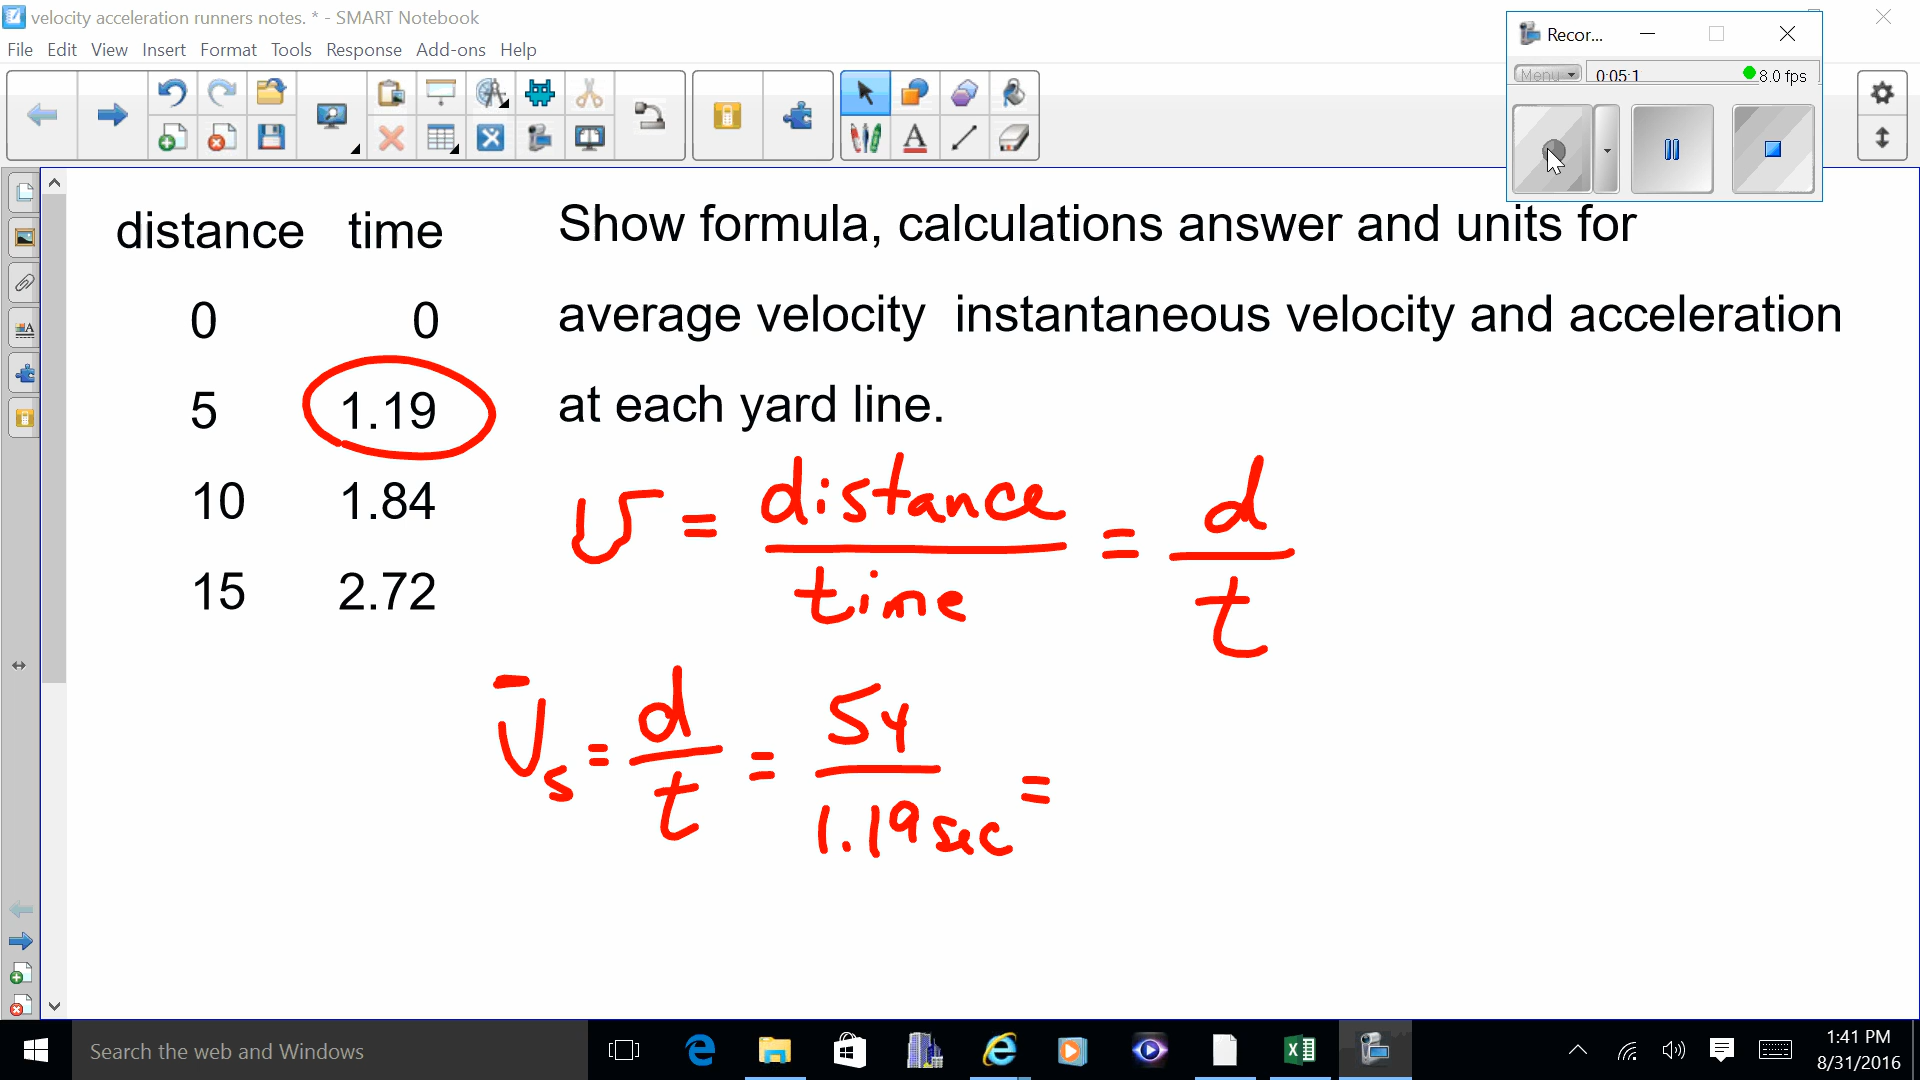 velocity acceleration runners notes. * - SMART Notebook
File Edit View Insert Format Tools Response Add-ons Help
Recor...
Menu 0:05:1 8.0 fps
distance time
0 0
5 1.19
10 1.84
15 2.72
Show formula, calculations answer and units for
average velocity instantaneous velocity and acceleration
at each yard line.
v = distance / time = d / t
v̄₅ = d / t = 5y / 1.19 sec =
Search the web and Windows
1:41 PM
8/31/2016